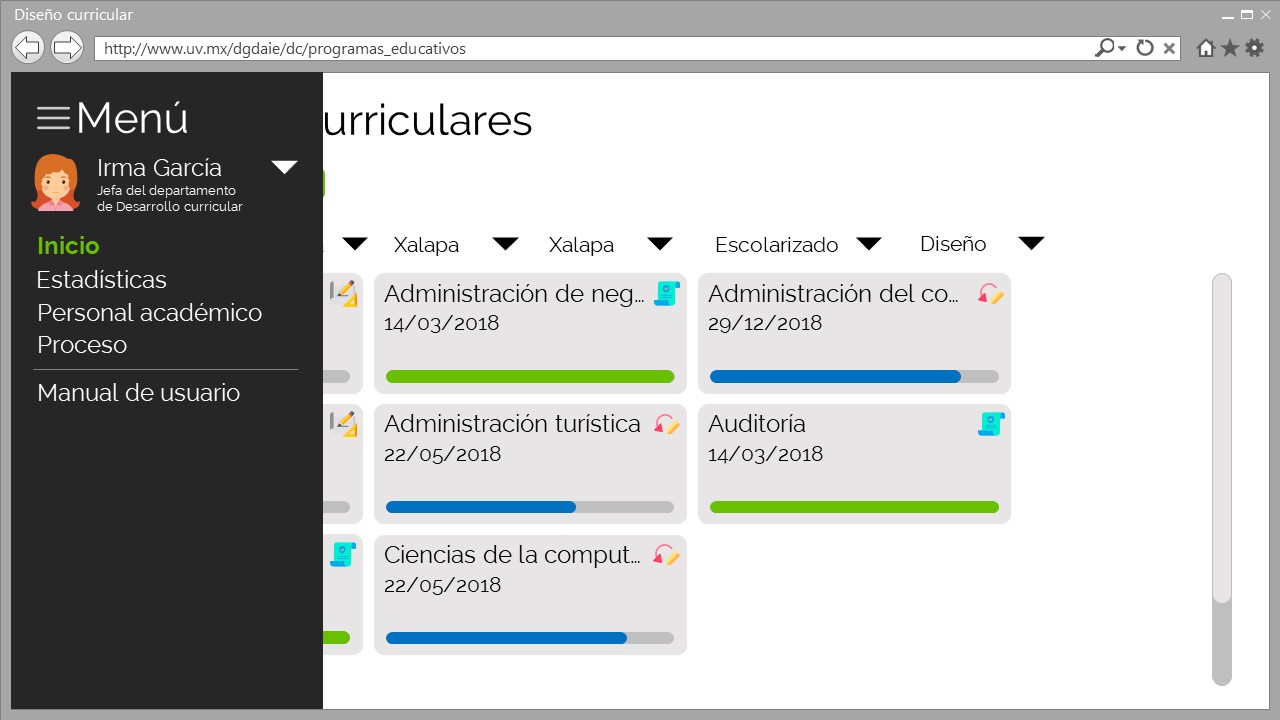 Diseño curricular
http://www.uv.mx/dgdaie/dc/programas_educativos
Menú
Irma García
Jefa del departamento
de Desarrollo curricular
Inicio
Estadísticas
Personal académico
Proceso
Manual de usuario
urriculares
Xalapa
Xalapa
Escolarizado
Diseño
Administración de neg...
14/03/2018
Administración del co...
29/12/2018
Administración turística
22/05/2018
Auditoría
14/03/2018
Ciencias de la comput...
22/05/2018